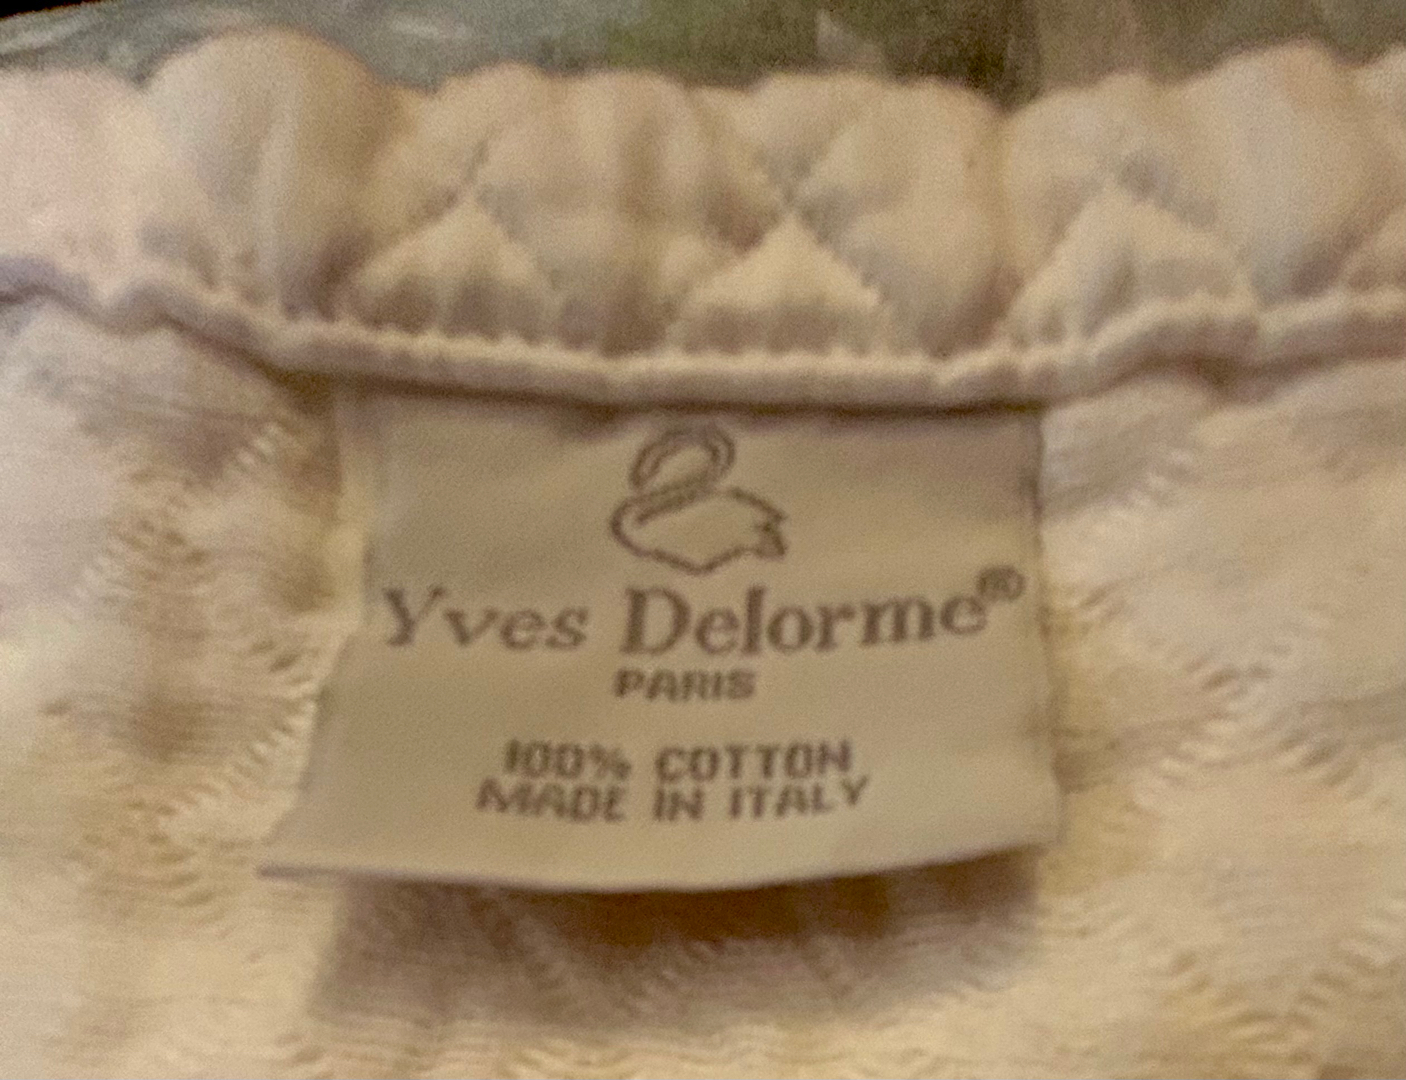 Yves Delorme®
PARIS
100% COTTON
MADE IN ITALY